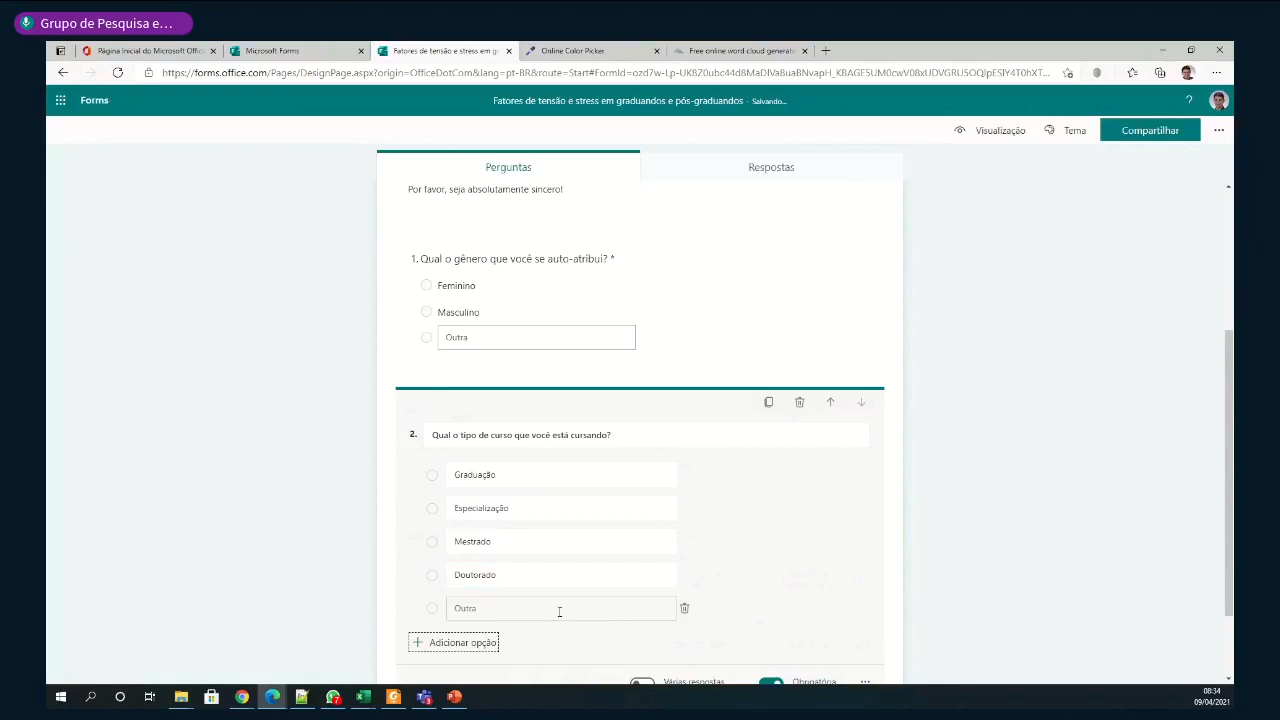 Grupo de Pesquisa e...
Página Inicial do Microsoft Offic
Microsoft Forms
Fatores de tensão e stress em g
Online Color Picker
Free online word cloud generat
Forms
Fatores de tensão e stress em graduandos e pós-graduandos - Salvando...
?
Visualização
Tema
Compartilhar
Perguntas
Respostas
Por favor, seja absolutamente sincero!
1. Qual o gênero que você se auto-atribui? *
Feminino
Masculino
Outra
2. Qual o tipo de curso que você está cursando?
Graduação
Especialização
Mestrado
Doutorado
Outra
+ Adicionar opção
Várias respostas
Obrigatória
08:34
09/04/2021